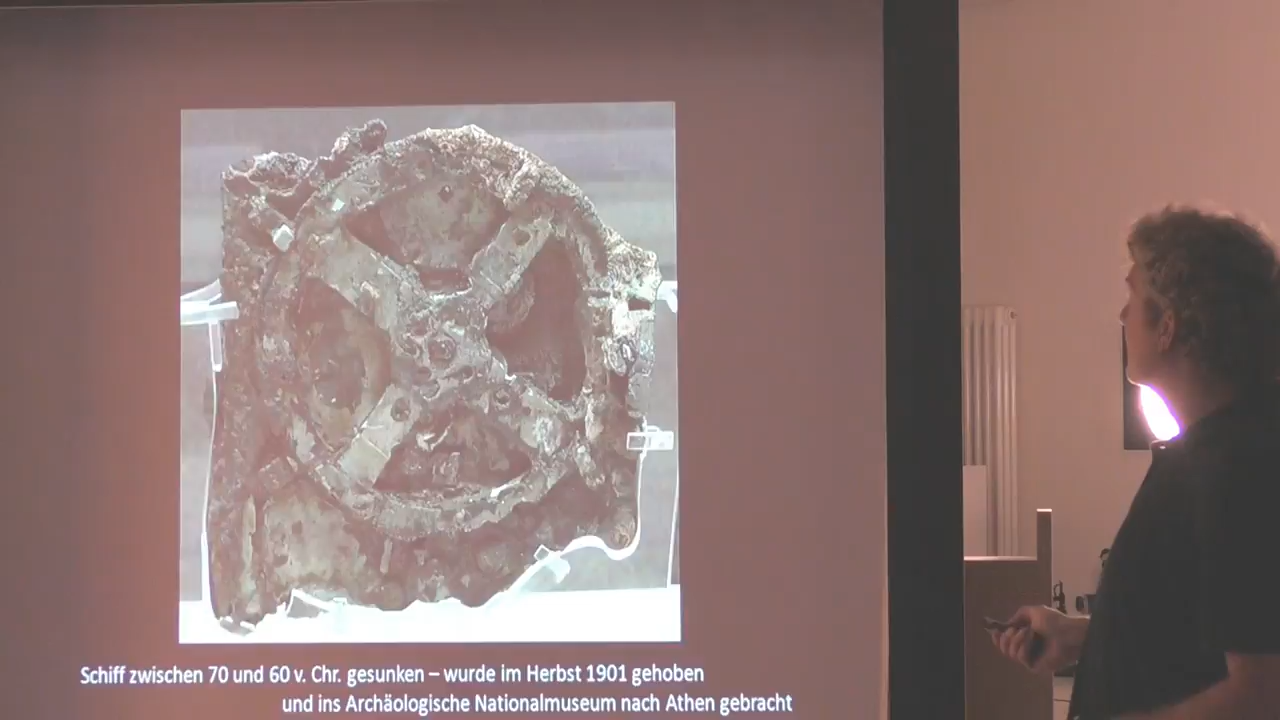 Schiff zwischen 70 und 60 v. Chr. gesunken – wurde im Herbst 1901 gehoben
und ins Archäologische Nationalmuseum nach Athen gebracht